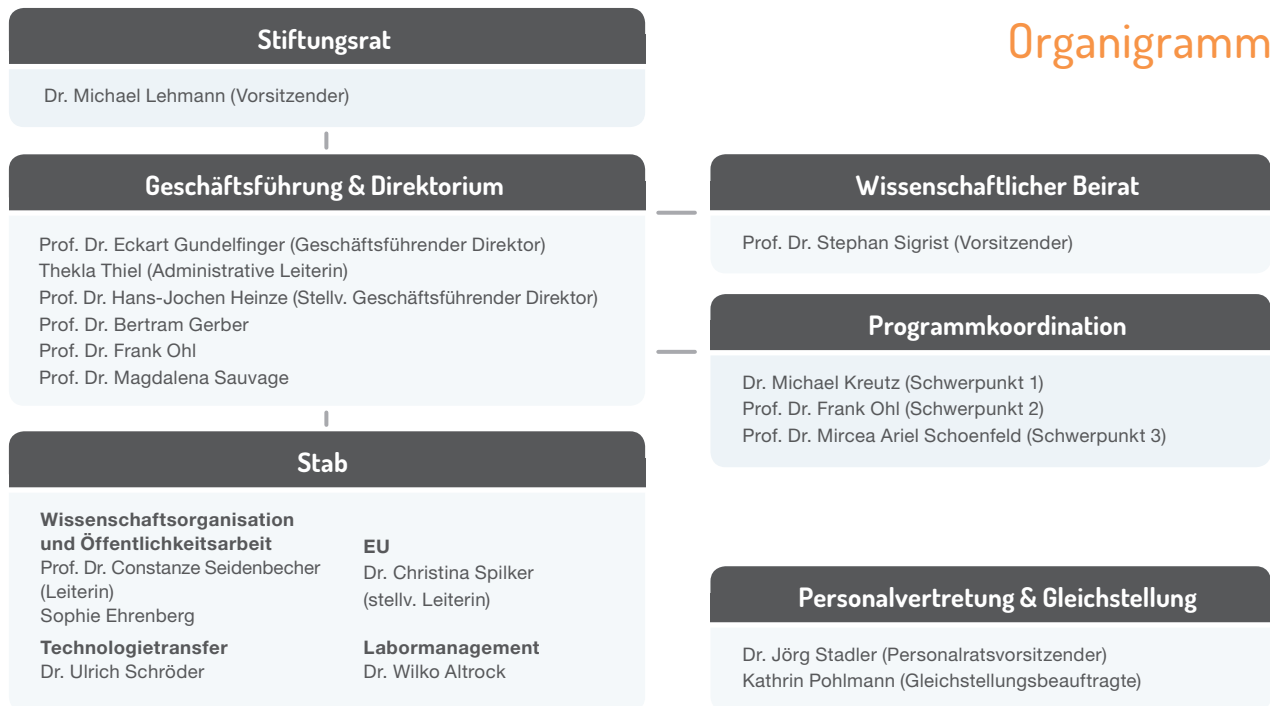 Organigramm
Stiftungsrat
Dr. Michael Lehmann (Vorsitzender)
Geschäftsführung & Direktorium
Prof. Dr. Eckart Gundelfinger (Geschäftsführender Direktor)
Thekla Thiel (Administrative Leiterin)
Prof. Dr. Hans-Jochen Heinze (Stellv. Geschäftsführender Direktor)
Prof. Dr. Bertram Gerber
Prof. Dr. Frank Ohl
Prof. Dr. Magdalena Sauvage
Wissenschaftlicher Beirat
Prof. Dr. Stephan Sigrist (Vorsitzender)
Programmkoordination
Dr. Michael Kreutz (Schwerpunkt 1)
Prof. Dr. Frank Ohl (Schwerpunkt 2)
Prof. Dr. Mircea Ariel Schoenfeld (Schwerpunkt 3)
Stab
Wissenschaftsorganisation
und Öffentlichkeitsarbeit
Prof. Dr. Constanze Seidenbecher
(Leiterin)
Sophie Ehrenberg
EU
Dr. Christina Spilker
(stellv. Leiterin)
Technologietransfer
Dr. Ulrich Schröder
Labormanagement
Dr. Wilko Altrock
Personalvertretung & Gleichstellung
Dr. Jörg Stadler (Personalratsvorsitzender)
Kathrin Pohlmann (Gleichstellungsbeauftragte)